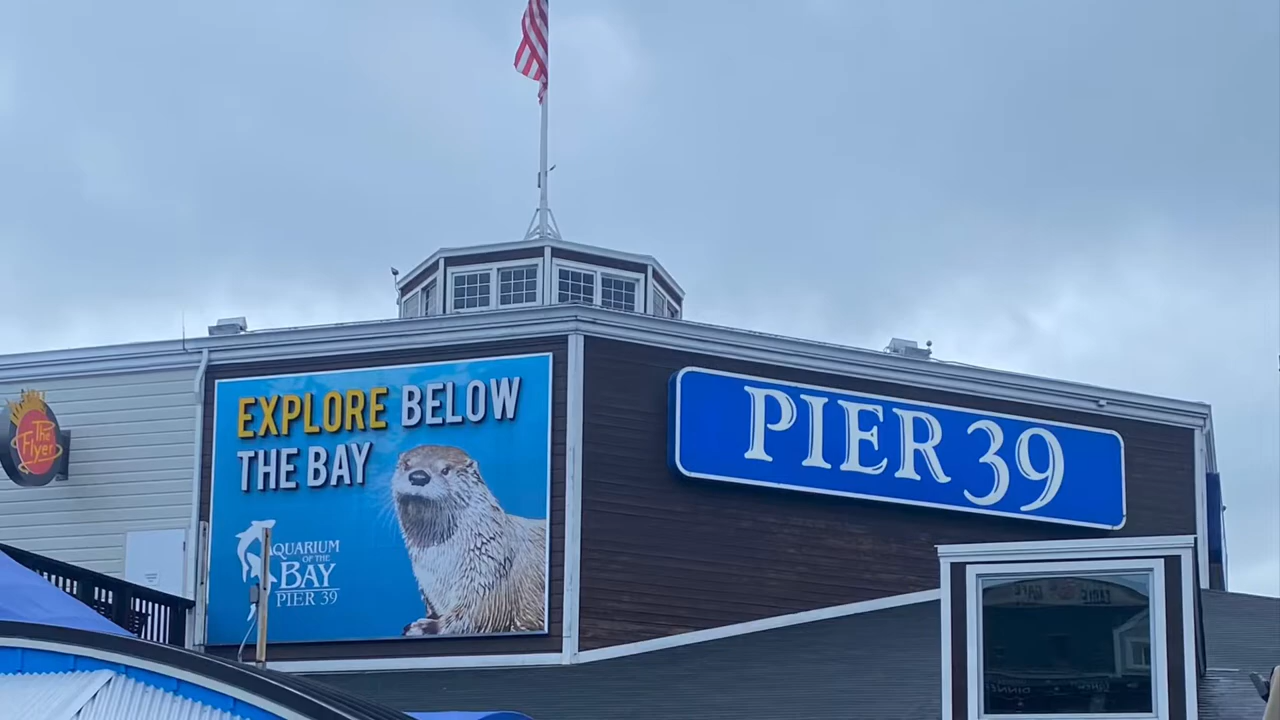 The
Flyer
EXPLORE BELOW
THE BAY
AQUARIUM
OF THE
BAY
PIER 39
PIER 39